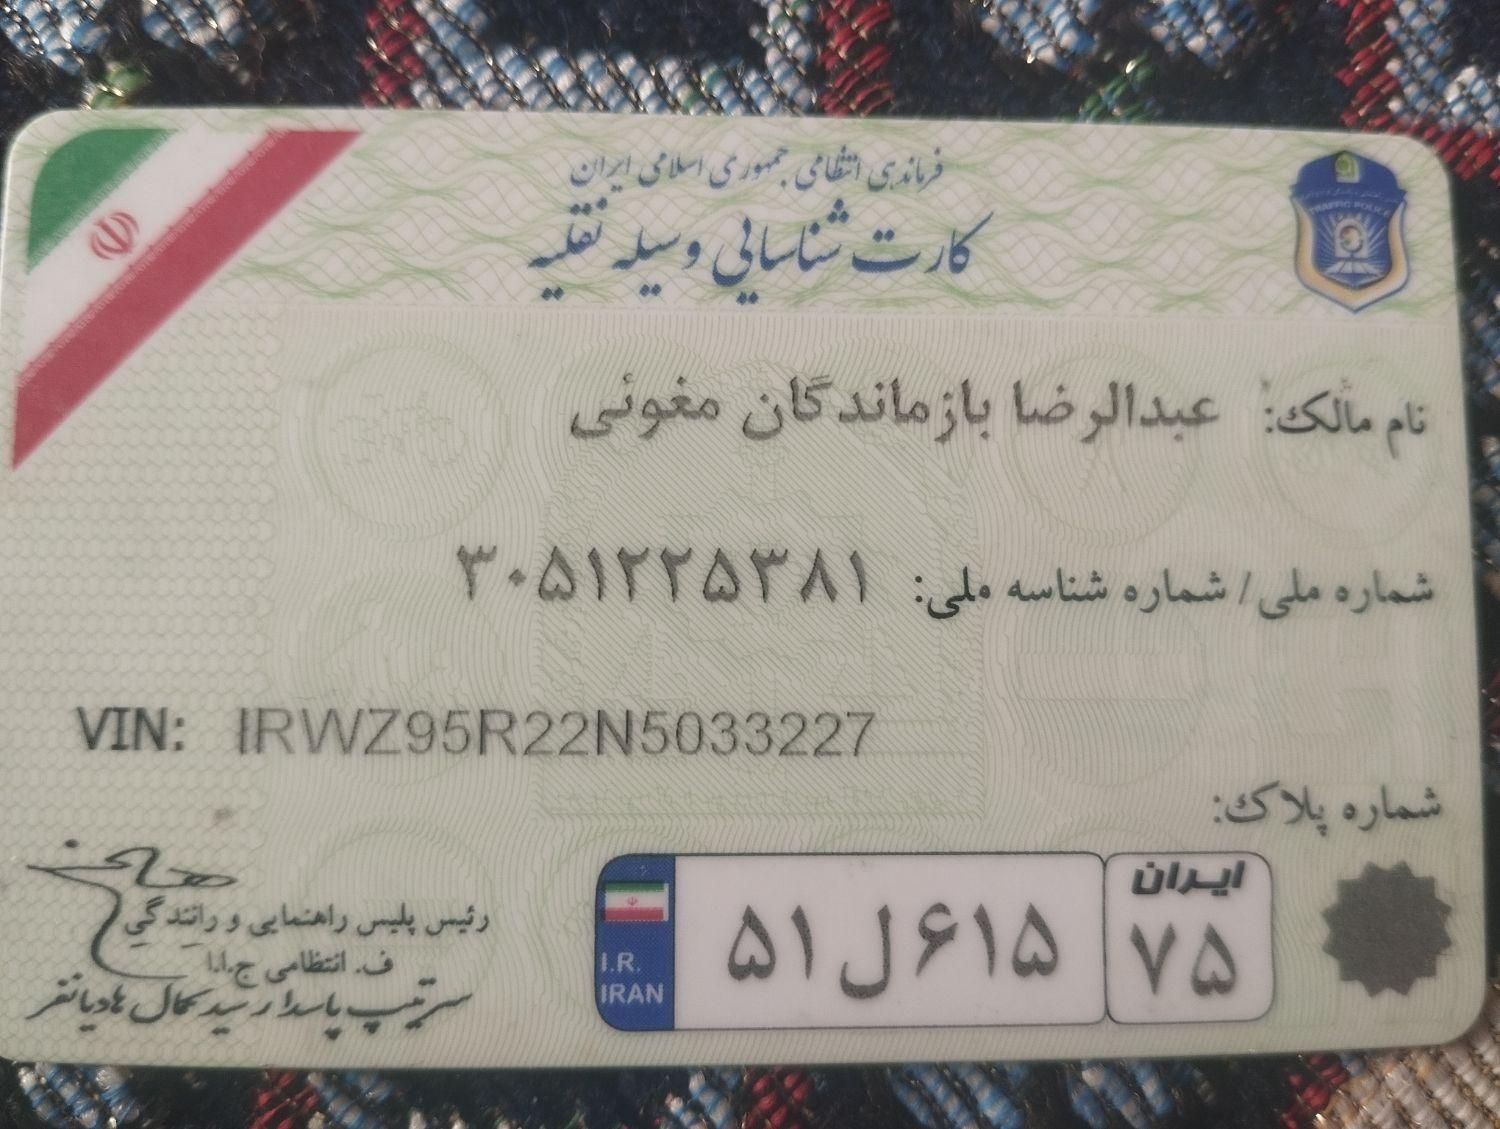 فرماندهی انتظامی جمهوری اسلامی ایران
کارت شناسایی وسیله نقلیه
TRAFFIC POLICE
نام مالک: عبدالرضا بازماندگان مغوئی
شماره ملی / شماره شناسه ملی: ۳۰۵۱۲۲۵۳۸۱
VIN: IRWZ95R22N5033227
شماره پلاک:
۵۱ ل ۶۱۵
ایران
۷۵
I.R.
IRAN
رئیس پلیس راهنمایی و رانندگی
ف. انتظامی ج.ا.ا
سرتیپ پاسدار سید کمال هادیانفر